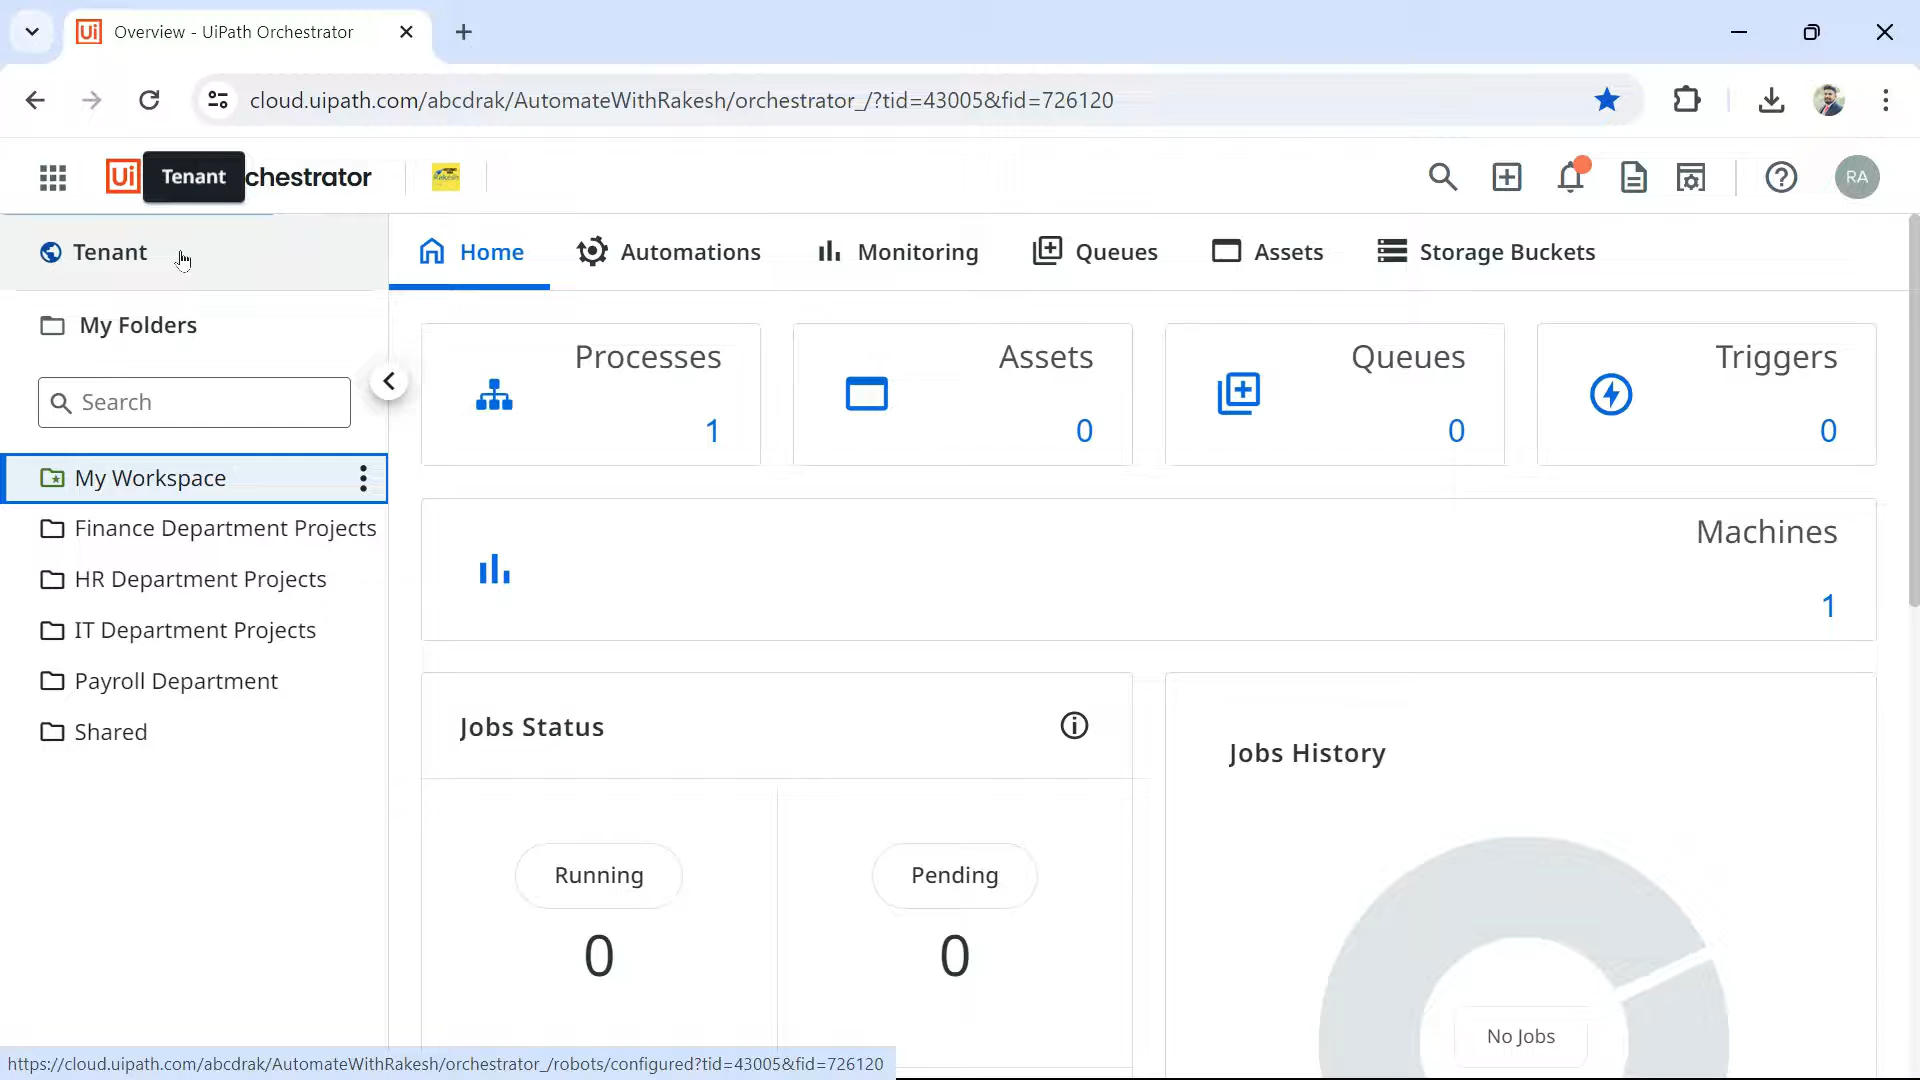 Overview - UiPath Orchestrator
cloud.uipath.com/abcdrak/AutomateWithRakesh/orchestrator_/?tid=43005&fid=726120
Ui
Tenant
chestrator
RA
Tenant
Home
Automations
Monitoring
Queues
Assets
Storage Buckets
My Folders
Search
My Workspace
Finance Department Projects
HR Department Projects
IT Department Projects
Payroll Department
Shared
Processes
1
Assets
0
Queues
0
Triggers
0
Machines
1
Jobs Status
Running
0
Pending
0
Jobs History
No Jobs
https://cloud.uipath.com/abcdrak/AutomateWithRakesh/orchestrator_/robots/configured?tid=43005&fid=726120